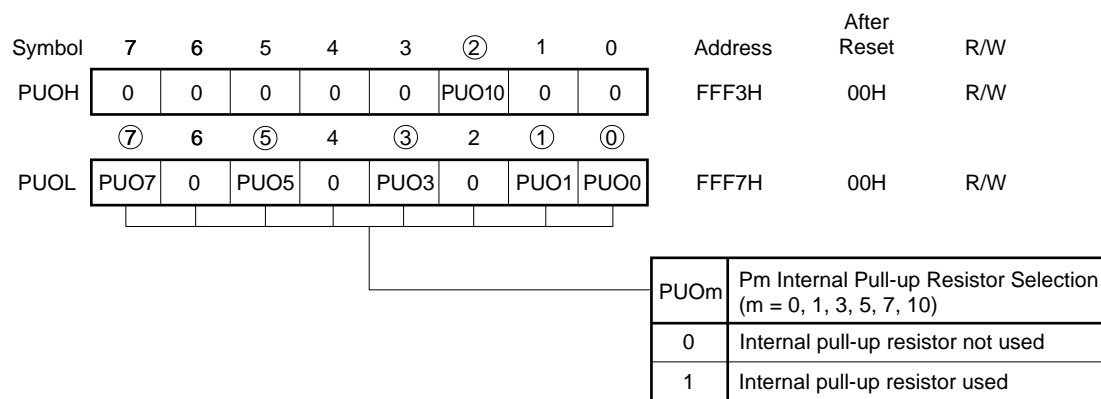 After
Symbol 7 6 5 4 3 ② 1 0 Address Reset R/W
PUOH 0 0 0 0 0 PUO10 0 0 FFF3H 00H R/W
⑦ 6 ⑤ 4 ③ 2 ① ⓪
PUOL PUO7 0 PUO5 0 PUO3 0 PUO1 PUO0 FFF7H 00H R/W
PUOm Pm Internal Pull-up Resistor Selection
(m = 0, 1, 3, 5, 7, 10)
0 Internal pull-up resistor not used
1 Internal pull-up resistor used